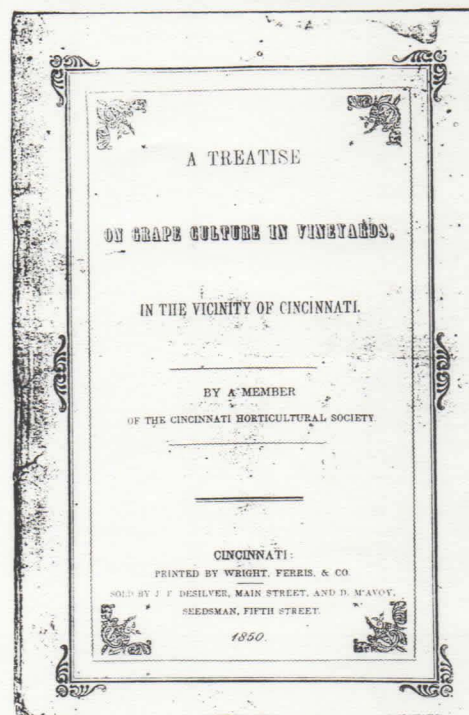 A TREATISE
ON GRAPE CULTURE IN VINEYARDS,
IN THE VICINITY OF CINCINNATI.
BY A MEMBER
OF THE CINCINNATI HORTICULTURAL SOCIETY.
CINCINNATI:
PRINTED BY WRIGHT, FERRIS, & CO.
SOLD BY J. F. DESILVER, MAIN STREET, AND D. M'AVOY,
SEEDSMAN, FIFTH STREET.
1850.